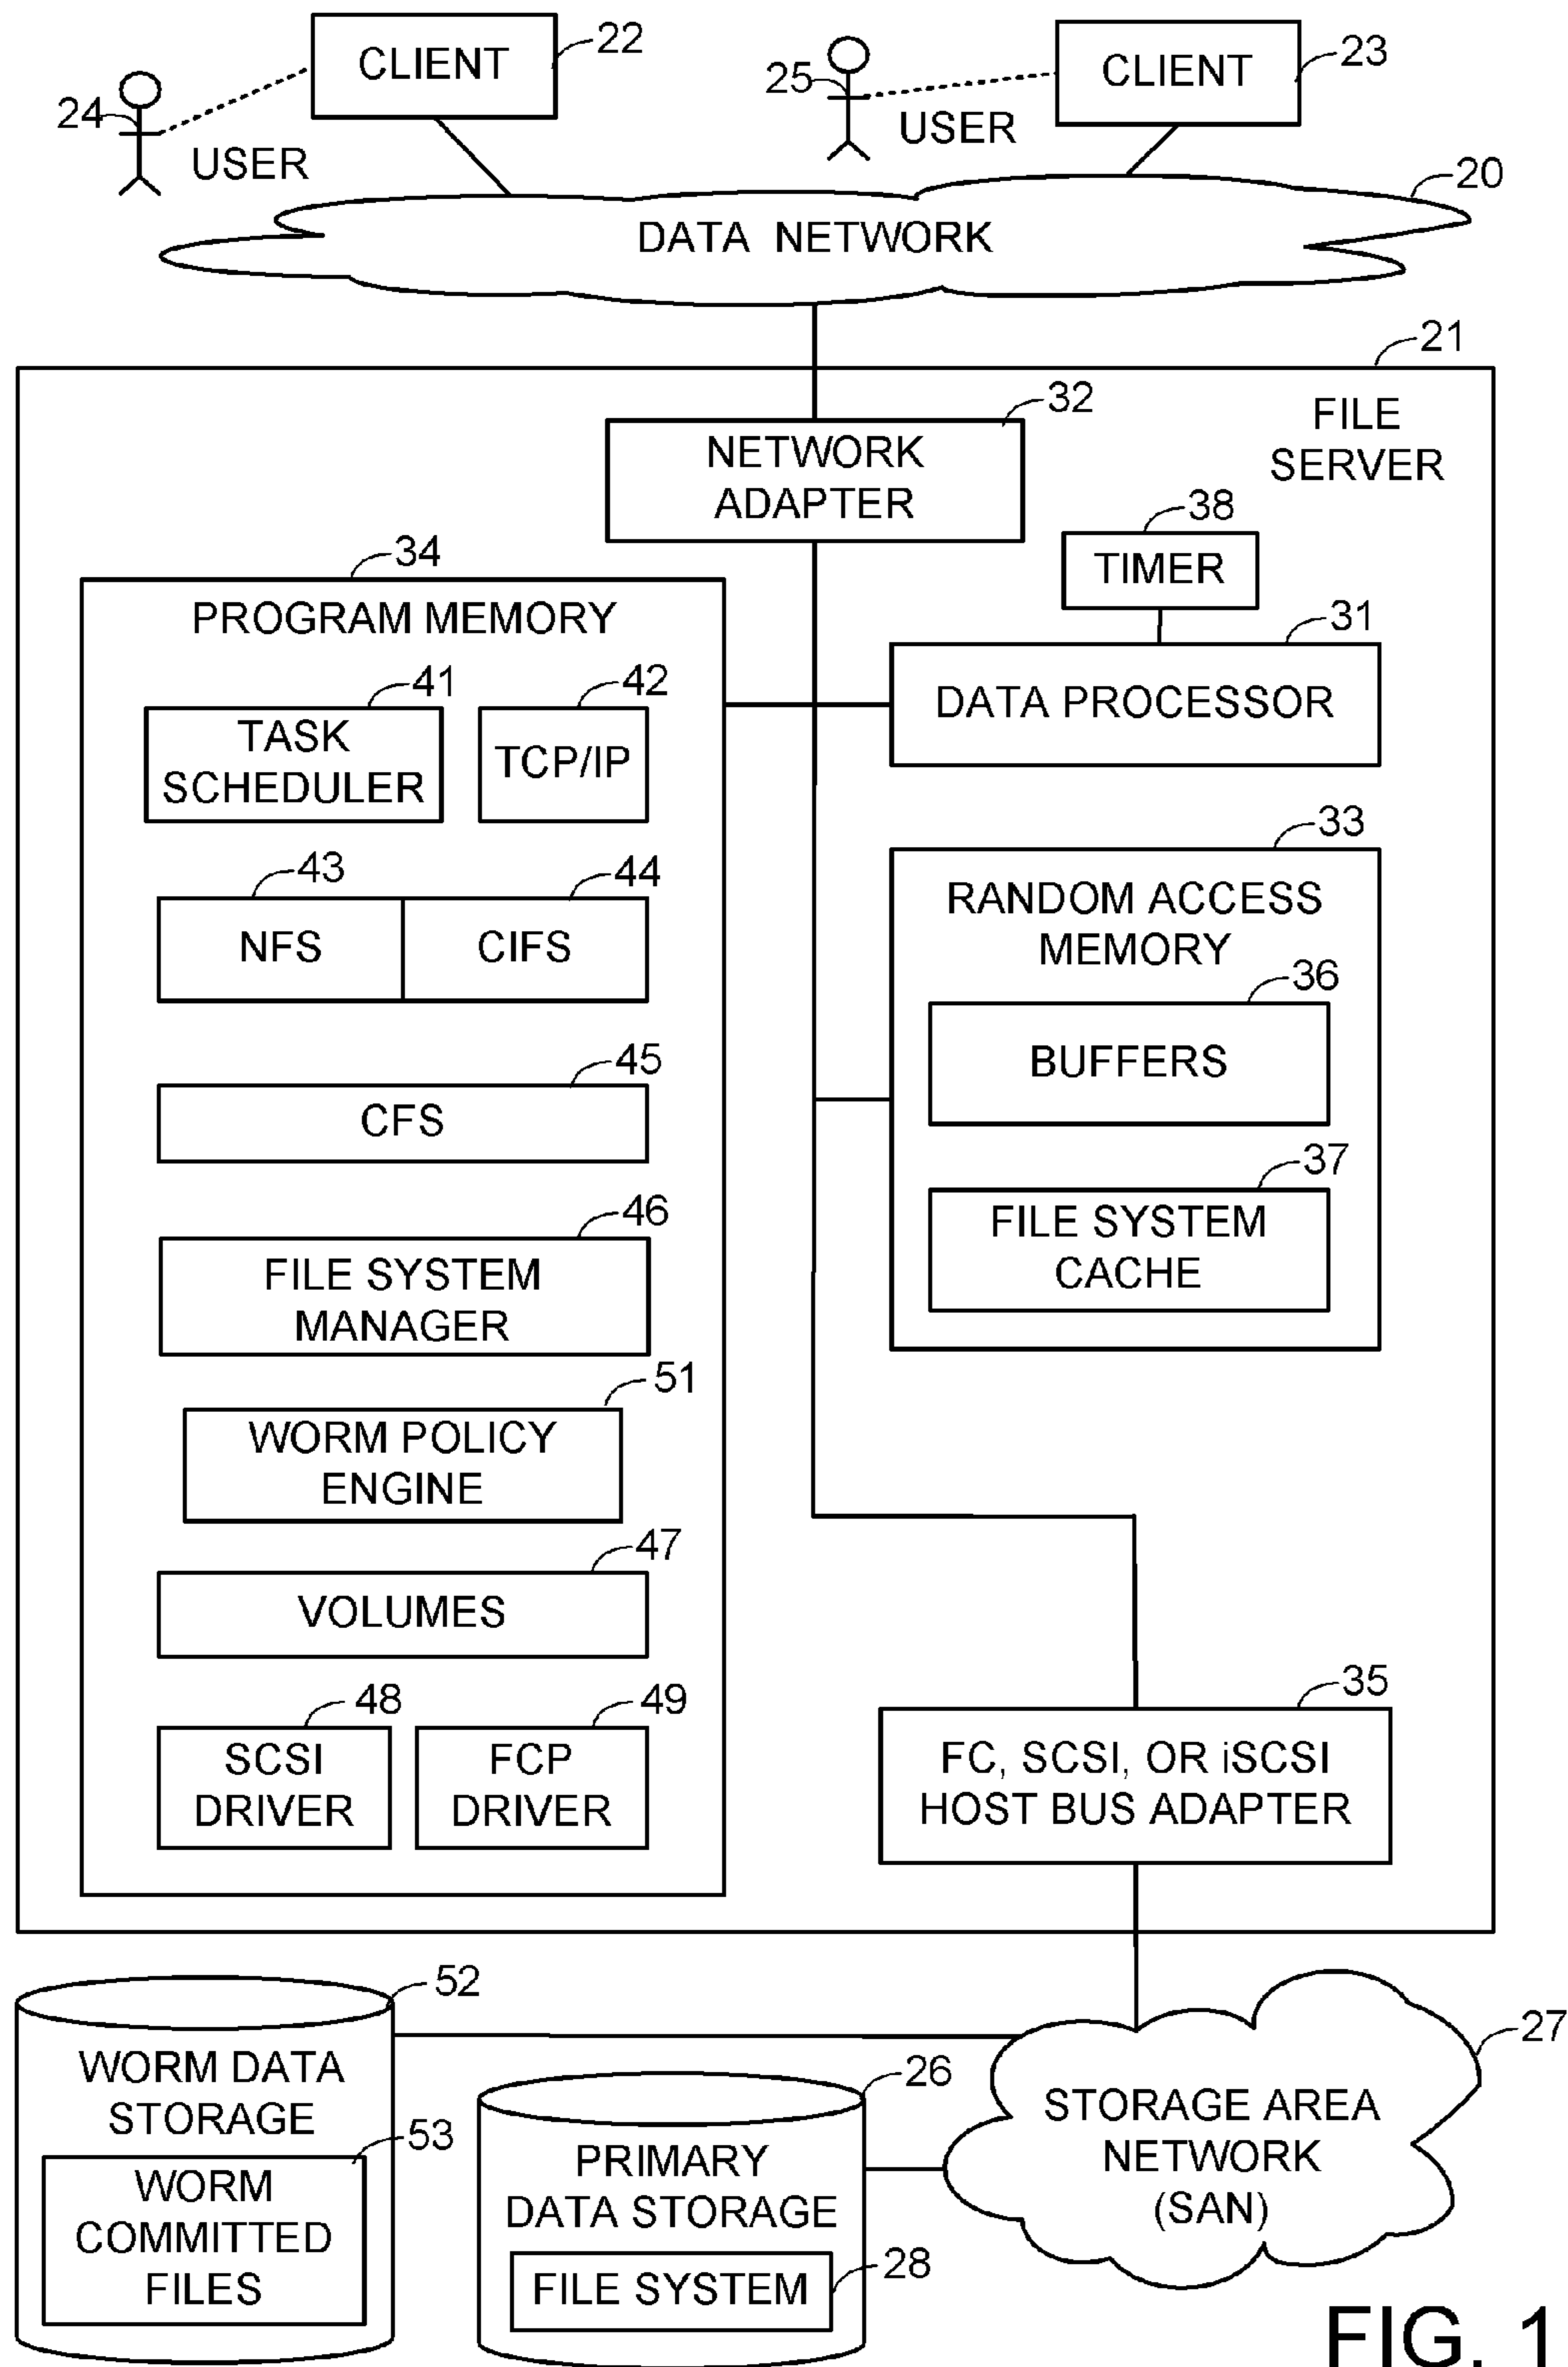 CLIENT
22
CLIENT
23
24
USER
25
USER
20
DATA NETWORK
21
FILE
SERVER
32
NETWORK
ADAPTER
38
TIMER
34
PROGRAM MEMORY
31
DATA PROCESSOR
41
TASK
SCHEDULER
42
TCP/IP
33
RANDOM ACCESS
MEMORY
43
NFS
44
CIFS
36
BUFFERS
45
CFS
37
FILE SYSTEM
CACHE
46
FILE SYSTEM
MANAGER
51
WORM POLICY
ENGINE
47
VOLUMES
48
SCSI
DRIVER
49
FCP
DRIVER
35
FC, SCSI, OR iSCSI
HOST BUS ADAPTER
52
WORM DATA
STORAGE
53
WORM
COMMITTED
FILES
26
PRIMARY
DATA STORAGE
28
FILE SYSTEM
27
STORAGE AREA
NETWORK
(SAN)
FIG. 1